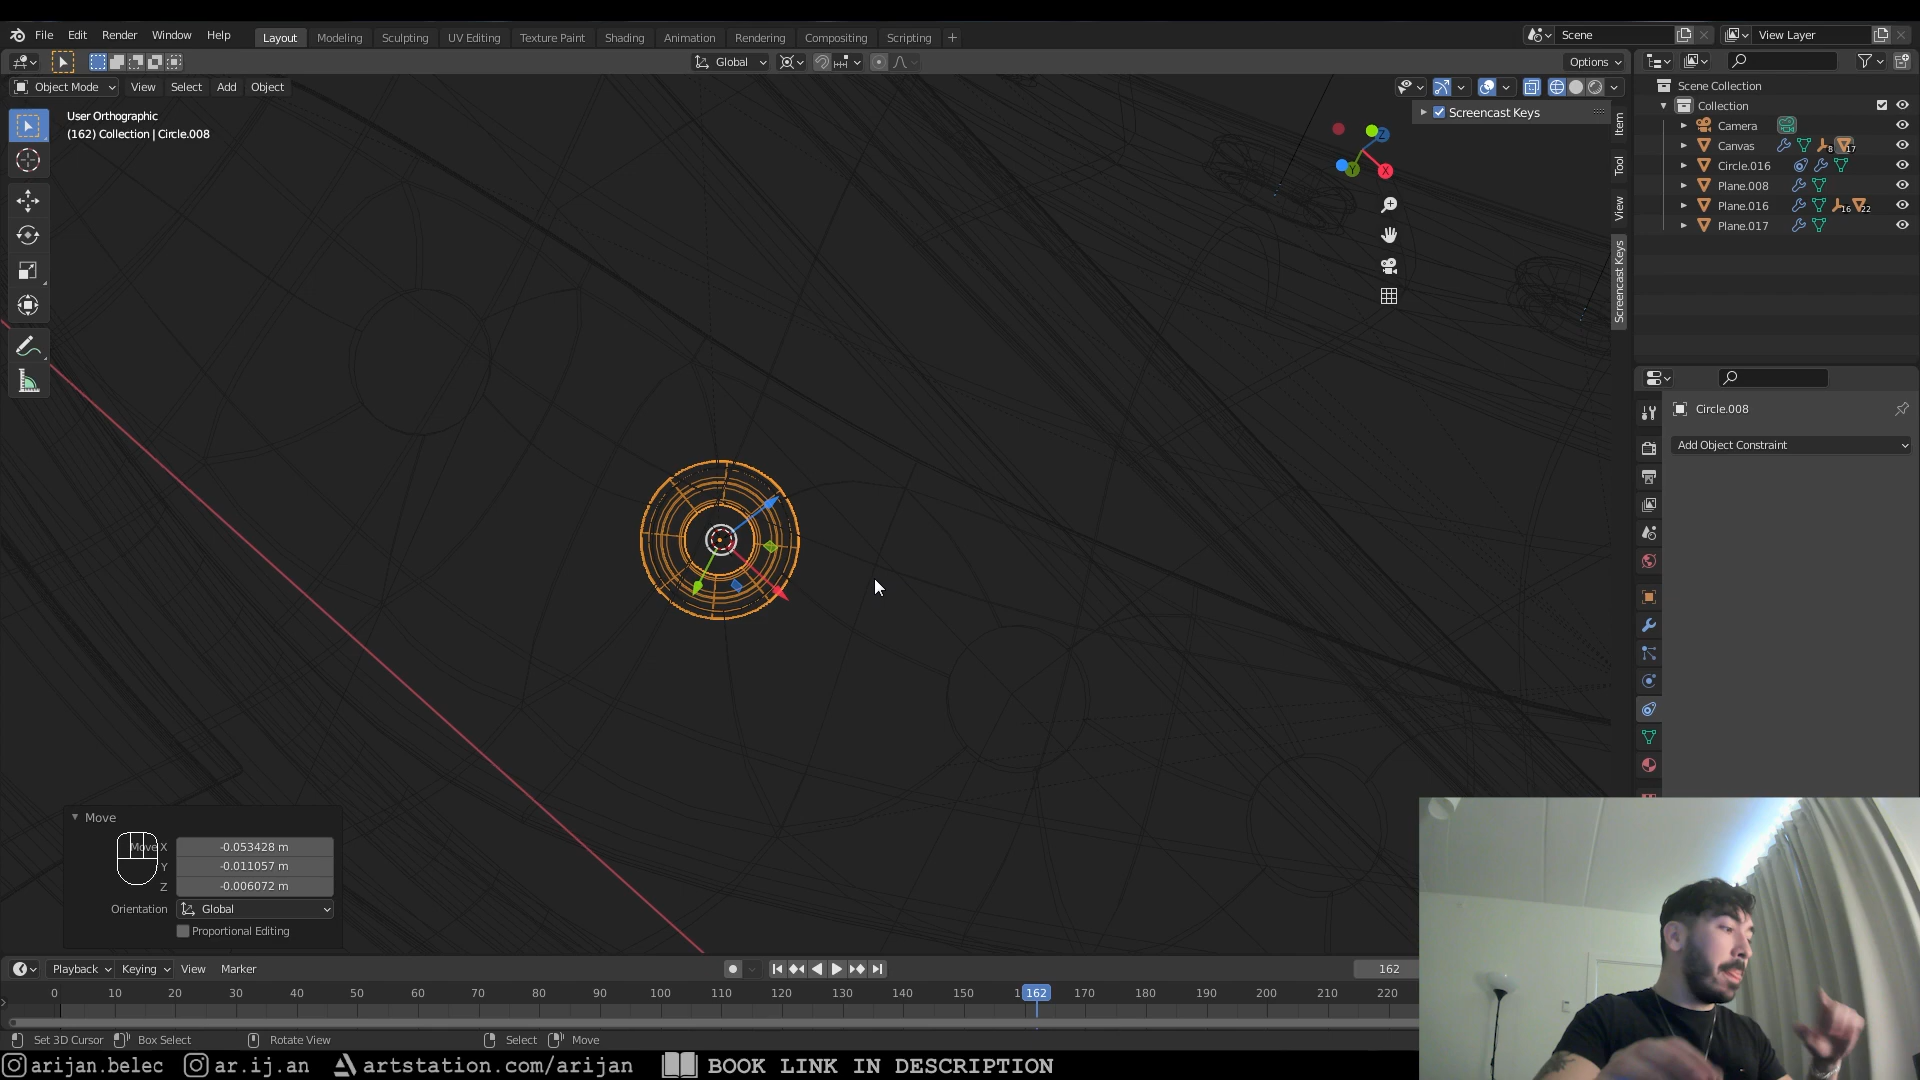 File Edit Render Window Help
Layout Modeling Sculpting UV Editing Texture Paint Shading Animation Rendering Compositing Scripting +
Scene View Layer
Global Options
Object Mode View Select Add Object
User Orthographic
(162) Collection | Circle.008
Screencast Keys
Item
Tool
View
Screencast Keys
Z
Y
X
Scene Collection
Collection
Camera
Canvas 8 17
Circle.016
Plane.008
Plane.016 16 22
Plane.017
Circle.008
Add Object Constraint
Move
Move X -0.053428 m
Y -0.011057 m
Z -0.006072 m
Orientation Global
Proportional Editing
Playback Keying View Marker 162
0 10 20 30 40 50 60 70 80 90 100 110 120 130 140 150 162 170 180 190 200 210 220
Set 3D Cursor Box Select Rotate View Select Move
arijan.belec ar.ij.an artstation.com/arijan BOOK LINK IN DESCRIPTION